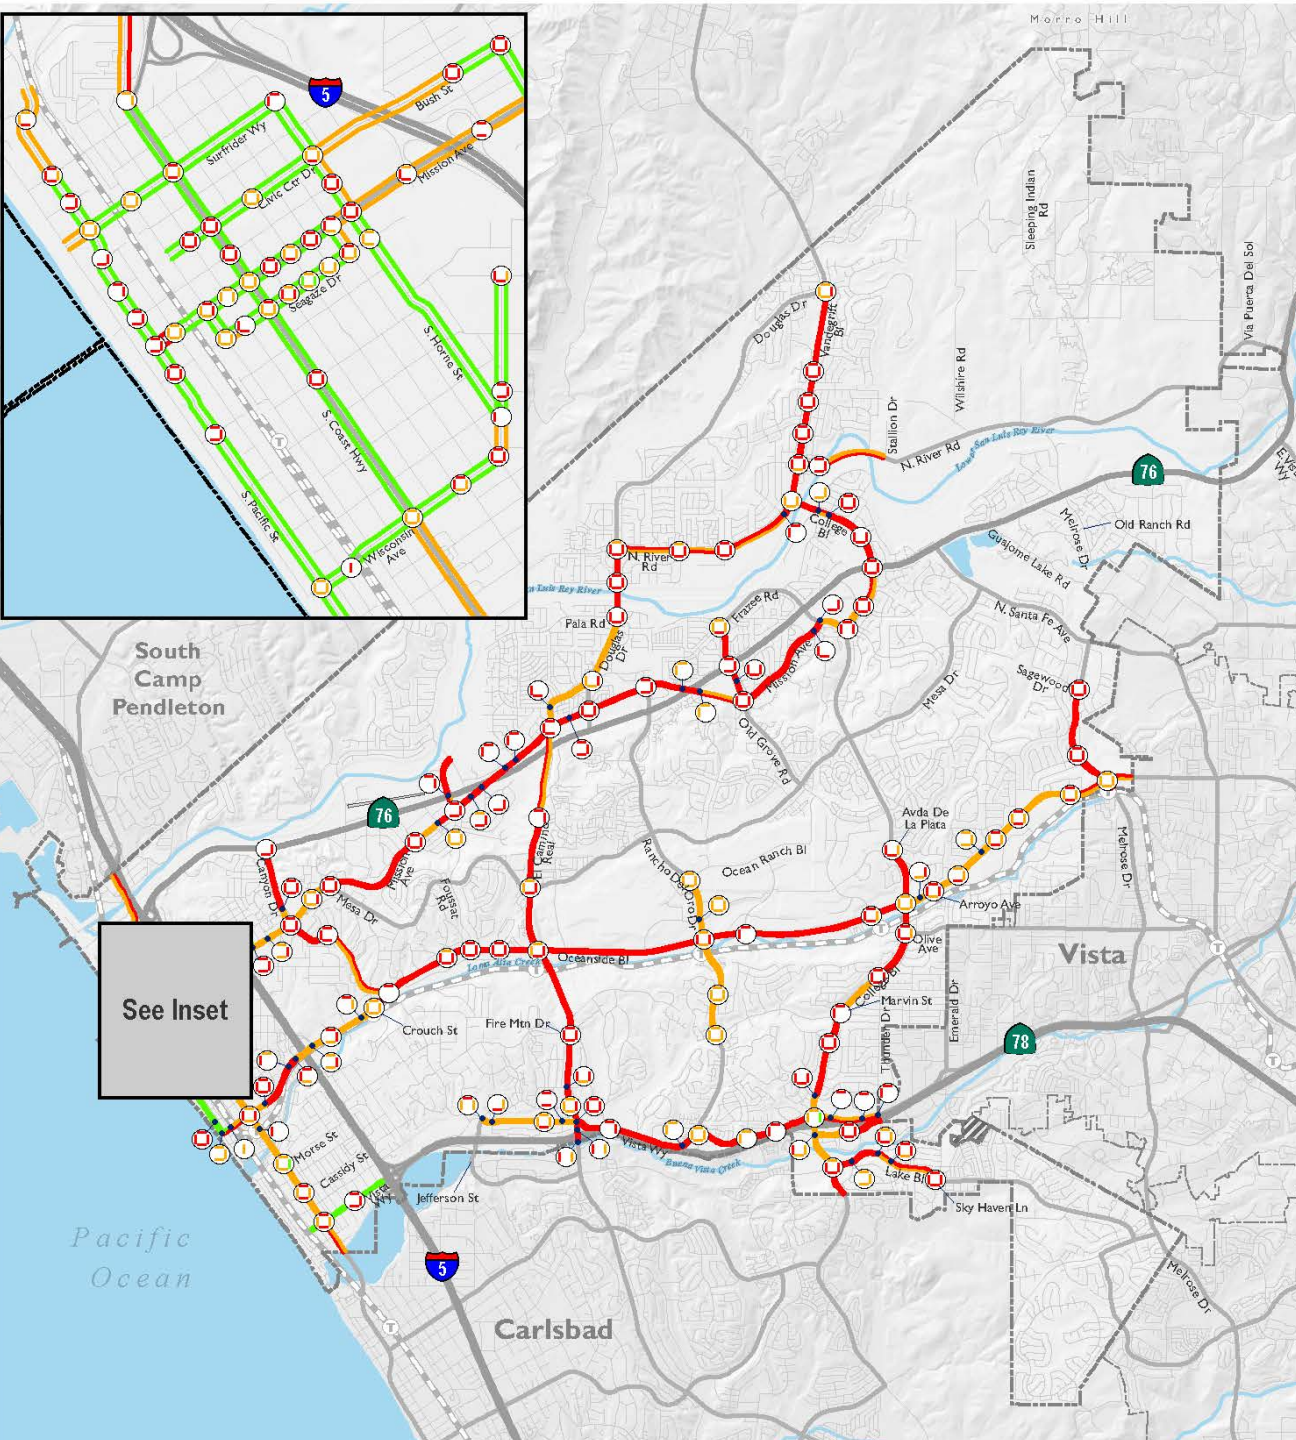 Morro Hill
5
Bush St
Mission Ave
Surfrider Wy
Civic Ctr Dr
Seagaze Dr
S. Horne St
S. Coast Hwy
T
S. Pacific St
Wisconsin
Ave
Sleeping Indian
Rd
Via Puerta Del Sol
Douglas Dr
Vandegrift
Bl
Wilshire Rd
Stallion Dr
N. River Rd
Lower San Luis Rey River
76
College
Bl
Melrose
Dr
Old Ranch Rd
Guajome Lake Rd
N. River
Rd
San Luis Rey River
Frazee Rd
N. Santa Fe Ave
Pala Rd
Douglas
Dr
Mission Ave
Mesa Dr
Sagewood
Dr
South
Camp
Pendleton
Old Grove
Rd
76
Avda De
La Plata
El Camino
Real
Canyon Dr
Mission
Ave
Mesa Dr
Foussat
Rd
Rancho Del Oro Dr
Ocean Ranch Bl
Melrose Dr
Arroyo Ave
Olive
Ave
Oceanside Bl
Loma Alta Creek
T
T
T
T
Vista
See Inset
College Bl
Marvin St
Thunder Dr
Emerald Dr
Crouch St
Fire Mtn Dr
78
T
Morse St
Cassidy St
Vista
Wy
Vista Wy
Buena Vista Creek
Lake Bl
Jefferson St
Sky Haven Ln
Pacific
Ocean
5
T
Carlsbad
Melrose Dr